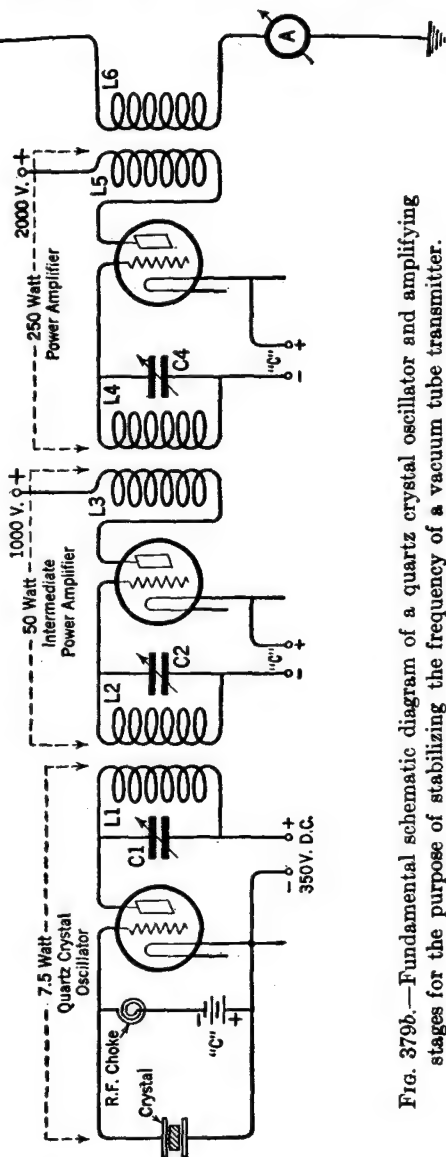 7.5 Watt
Quartz Crystal
Oscillator
50 Watt
Intermediate
Power Amplifier
1000 V. +
250 Watt
Power Amplifier
2000 V. +
Crystal
R.F. Choke
"C"
-
+
C1
L1
- +
350 V. D.C.
L2
C2
- +
"C"
L3
L4
C4
- +
"C"
L5
L6
A
FIG. 379b.—Fundamental schematic diagram of a quartz crystal oscillator and amplifying
stages for the purpose of stabilizing the frequency of a vacuum tube transmitter.